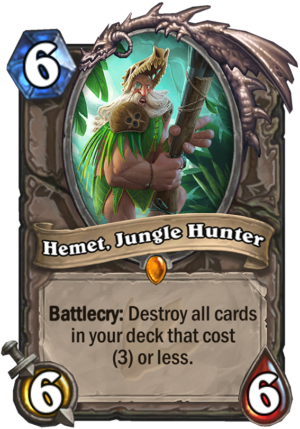 6
Hemet, Jungle Hunter
Battlecry: Destroy all cards
in your deck that cost
(3) or less.
6
6